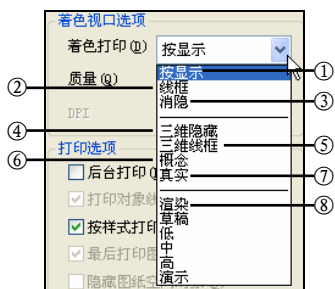 着色视口选项
着色打印(D) 按显示
按显示 ①
② 线框
质量(Q)
消隐 ③
DPI
④ 三维隐藏
三维线框 ⑤
打印选项
⑥ 概念
后台打印 真实 ⑦
打印对象线
渲染 ⑧
草稿
按样式打印
低
中
最后打印图
高
隐藏图纸空
演示